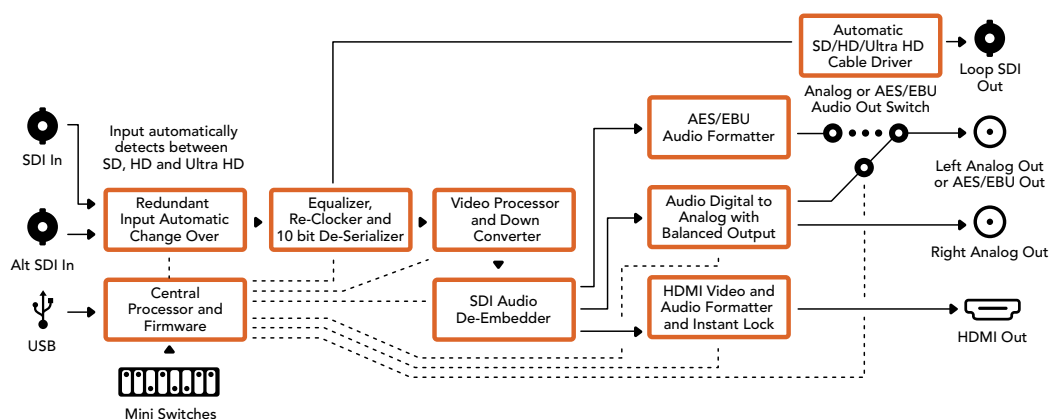 Automatic
SD/HD/Ultra HD
Cable Driver
Loop SDI
Out
Analog or AES/EBU
Audio Out Switch
SDI In
Input automatically
detects between
SD, HD and Ultra HD
AES/EBU
Audio Formatter
Left Analog Out
or AES/EBU Out
Alt SDI In
Redundant
Input Automatic
Change Over
Equalizer,
Re-Clocker and
10 bit De-Serializer
Video Processor
and Down
Converter
Audio Digital to
Analog with
Balanced Output
Right Analog Out
USB
Central
Processor and
Firmware
SDI Audio
De-Embedder
HDMI Video and
Audio Formatter
and Instant Lock
HDMI Out
Mini Switches